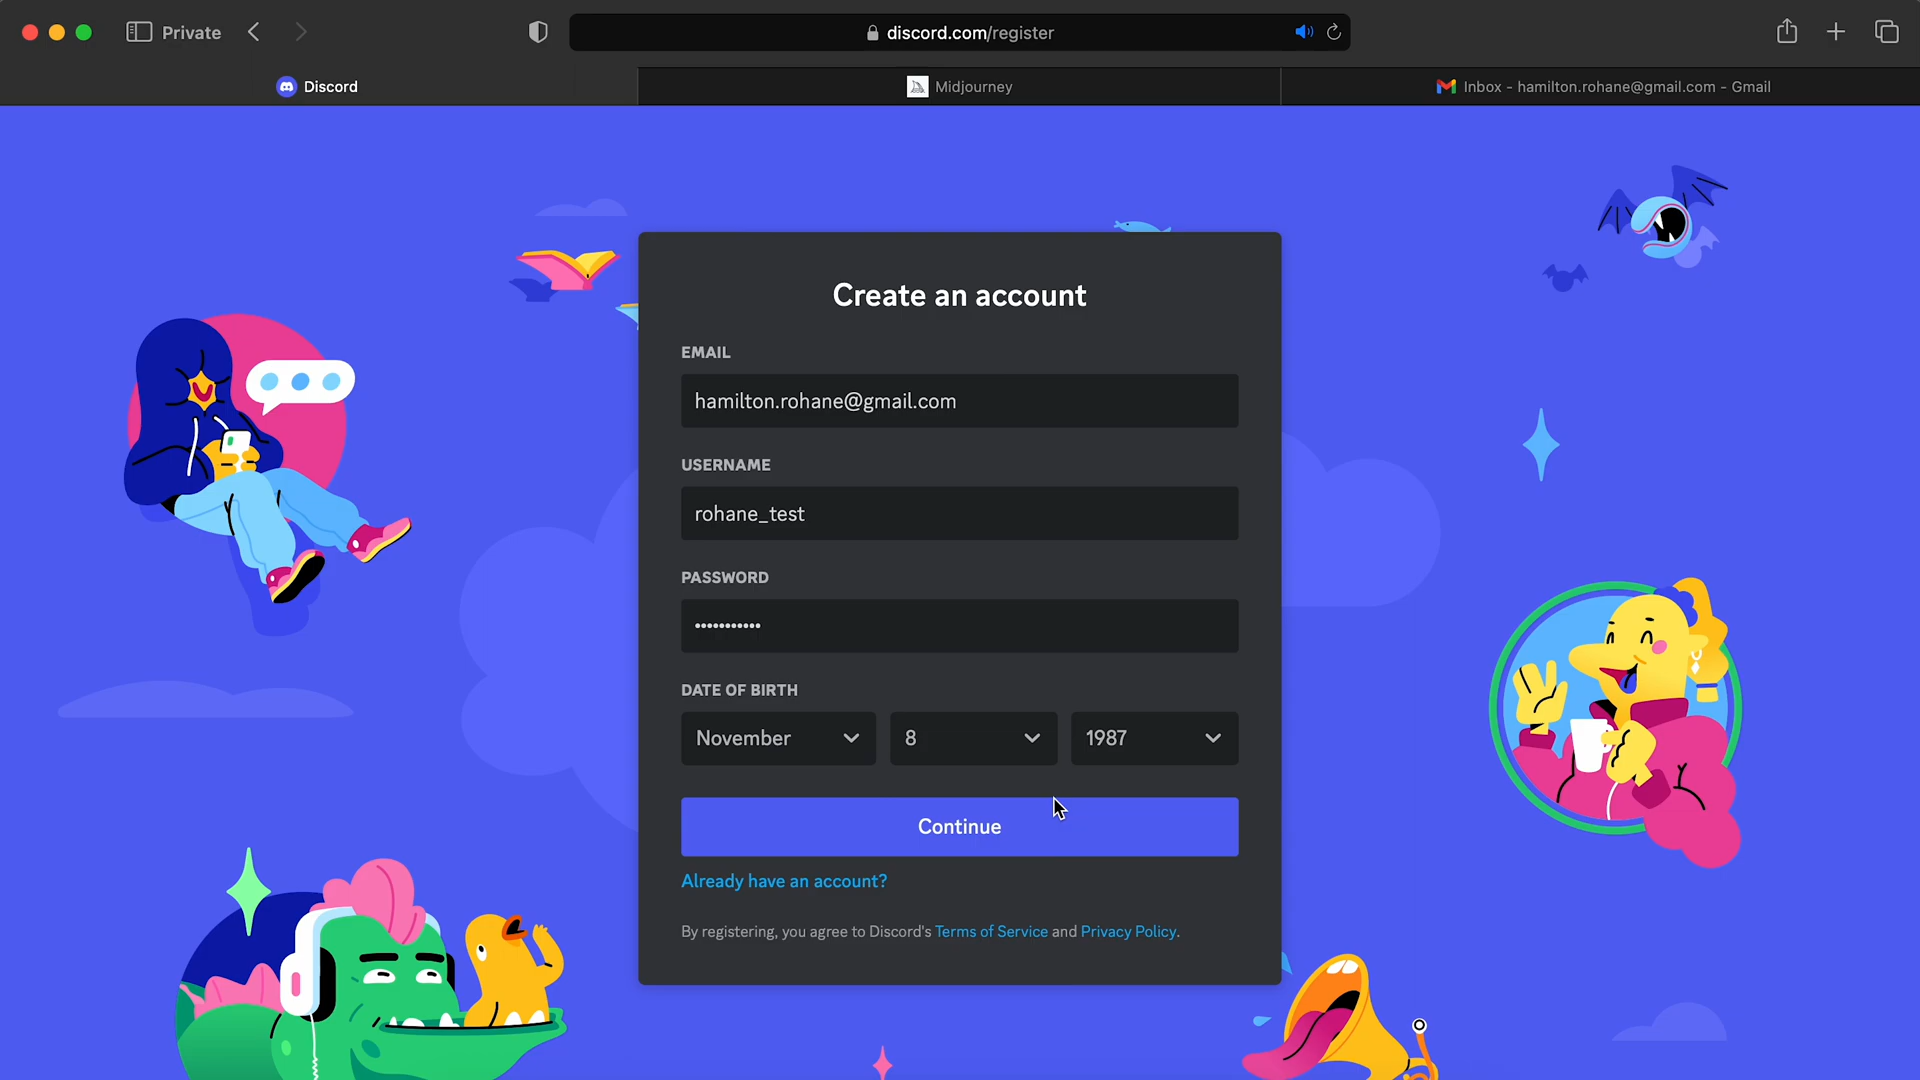 Private
discord.com/register
Discord
Midjourney
Inbox - hamilton.rohane@gmail.com - Gmail
Create an account
EMAIL
hamilton.rohane@gmail.com
USERNAME
rohane_test
PASSWORD
•••••••••••
DATE OF BIRTH
November 8 1987
Continue
Already have an account?
By registering, you agree to Discord's Terms of Service and Privacy Policy.